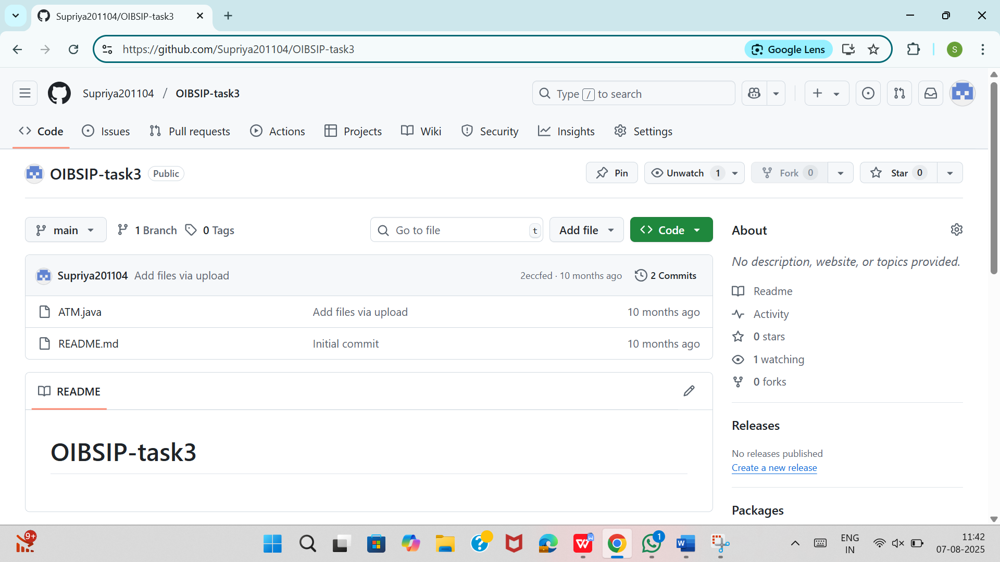 Supriya201104/OIBSIP-task3
https://github.com/Supriya201104/OIBSIP-task3
Google Lens
S
Supriya201104 / OIBSIP-task3
Type / to search
Code
Issues
Pull requests
Actions
Projects
Wiki
Security
Insights
Settings
OIBSIP-task3
Public
Pin
Unwatch 1
Fork 0
Star 0
main
1 Branch
0 Tags
Go to file
t
Add file
Code
Supriya201104 Add files via upload
2eccfed · 10 months ago
2 Commits
ATM.java
Add files via upload
10 months ago
README.md
Initial commit
10 months ago
README
OIBSIP-task3
About
No description, website, or topics provided.
Readme
Activity
0 stars
1 watching
0 forks
Releases
No releases published
Create a new release
Packages
9+
?
W
W
1
W
ENG
IN
11:42
07-08-2025